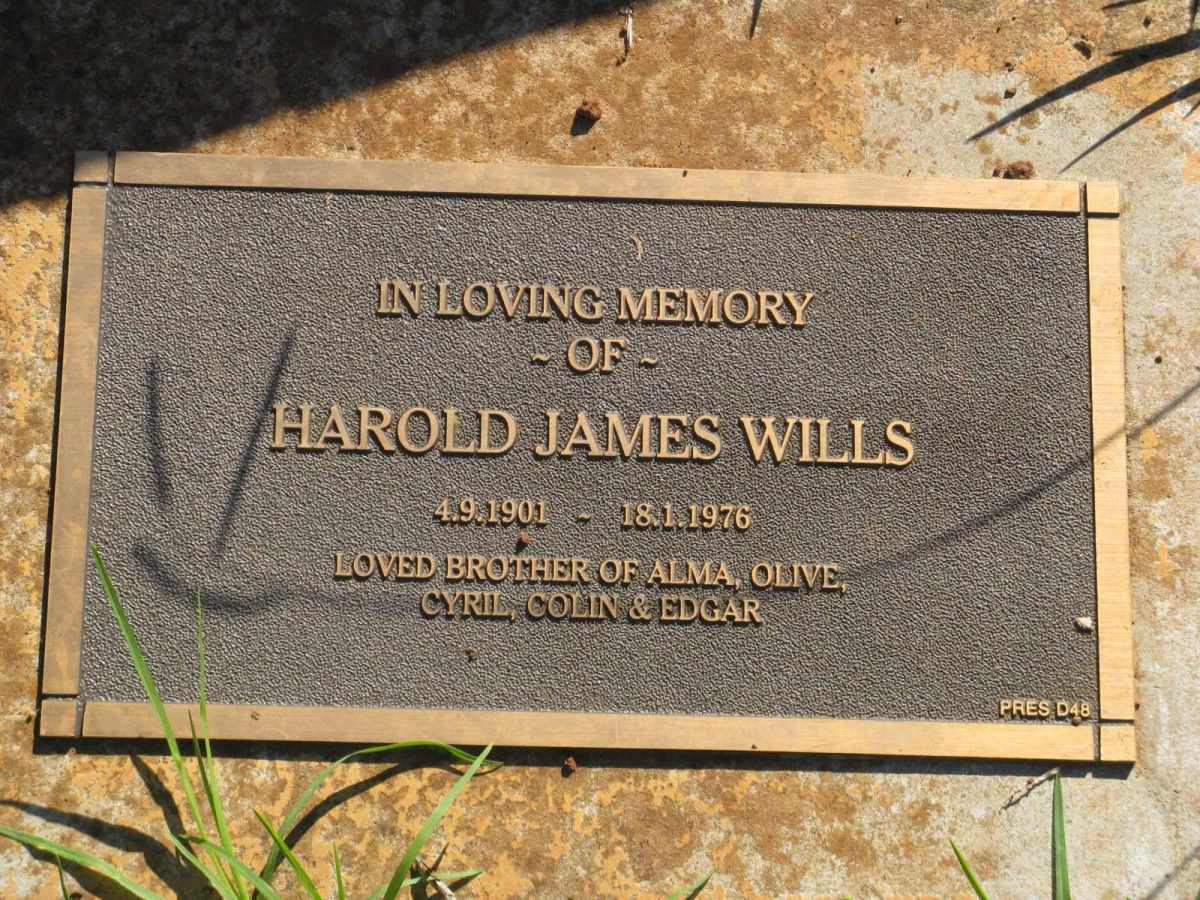 IN LOVING MEMORY
~ OF ~
HAROLD JAMES WILLS
4.9.1901 ~ 18.1.1976
LOVED BROTHER OF ALMA, OLIVE,
CYRIL, COLIN & EDGAR
PRES D48